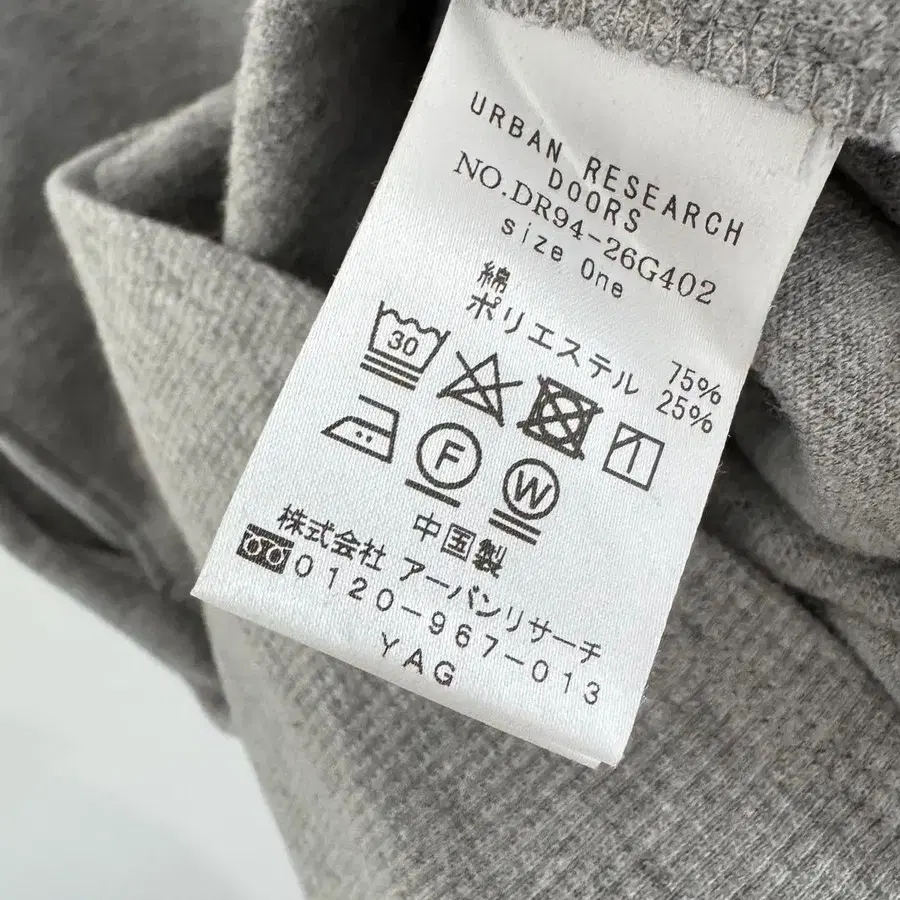 URBAN RESEARCH
DOORS
NO.DR94-26G402
size One
綿 75%
ポリエステル 25%
30
F
W
中国製
株式会社 アーバンリサーチ
0120-967-013
YAG